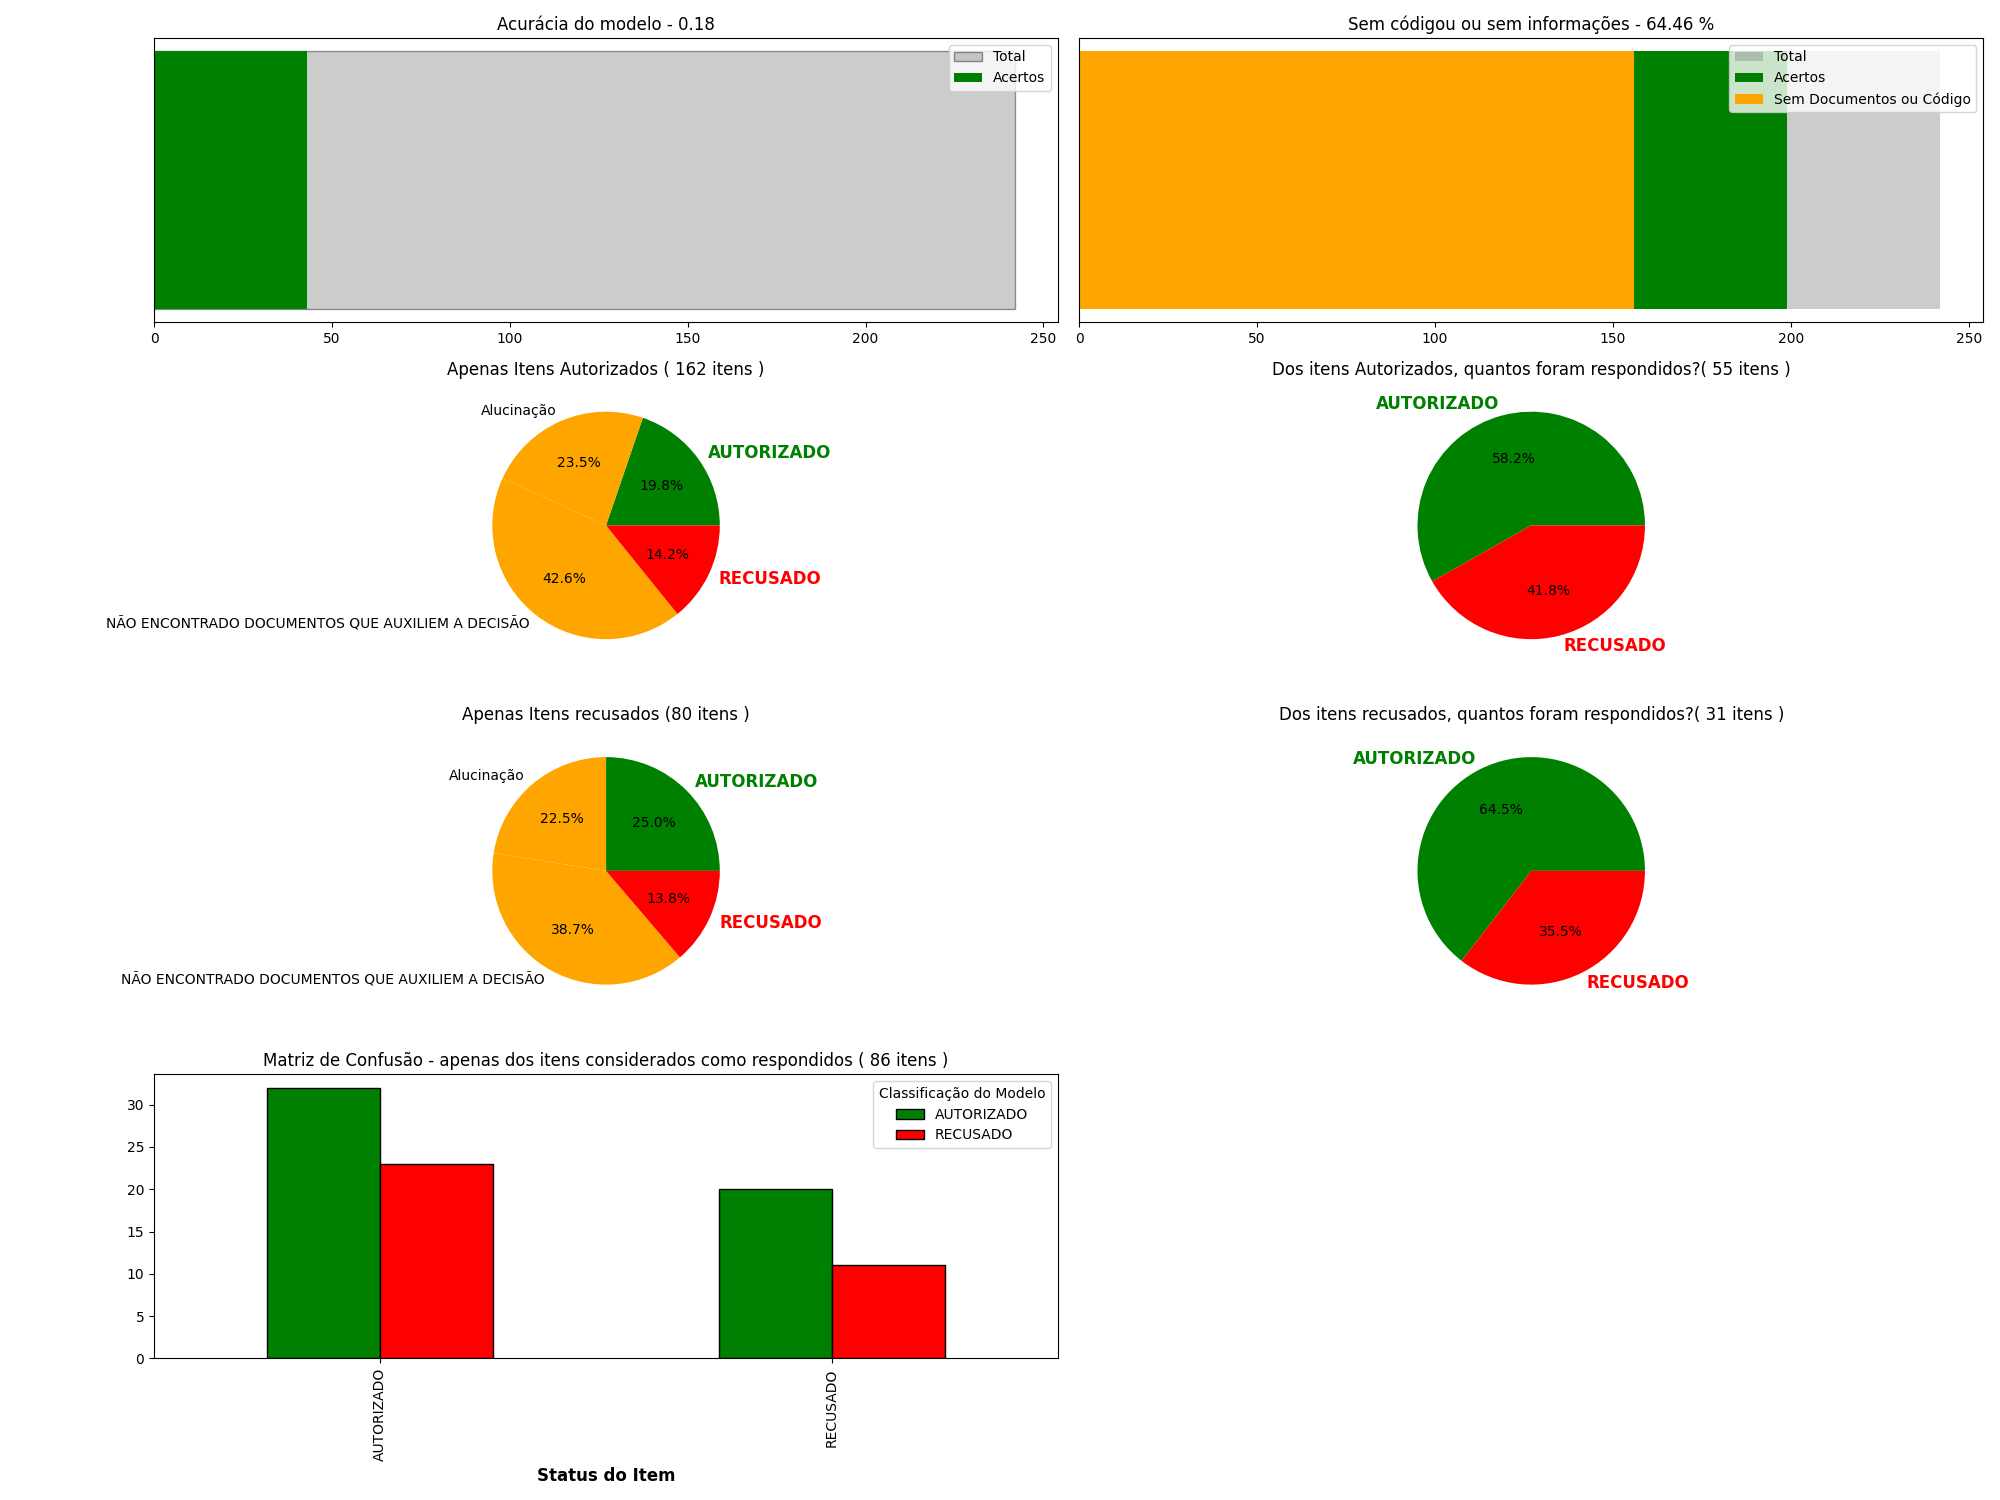 Acurácia do modelo - 0.18
Total
Acertos
0 50 100 150 200 250
Sem códigou ou sem informações - 64.46 %
Total
Acertos
Sem Documentos ou Código
0 50 100 150 200 250
Apenas Itens Autorizados ( 162 itens )
Alucinação
AUTORIZADO
23.5%
19.8%
14.2%
42.6%
RECUSADO
NÃO ENCONTRADO DOCUMENTOS QUE AUXILIEM A DECISÃO
Dos itens Autorizados, quantos foram respondidos?( 55 itens )
AUTORIZADO
58.2%
41.8%
RECUSADO
Apenas Itens recusados (80 itens )
Alucinação
AUTORIZADO
22.5%
25.0%
13.8%
38.7%
RECUSADO
NÃO ENCONTRADO DOCUMENTOS QUE AUXILIEM A DECISÃO
Dos itens recusados, quantos foram respondidos?( 31 itens )
AUTORIZADO
64.5%
35.5%
RECUSADO
Matriz de Confusão - apenas dos itens considerados como respondidos ( 86 itens )
Classificação do Modelo
AUTORIZADO
RECUSADO
30
25
20
15
10
5
0
AUTORIZADO
RECUSADO
Status do Item